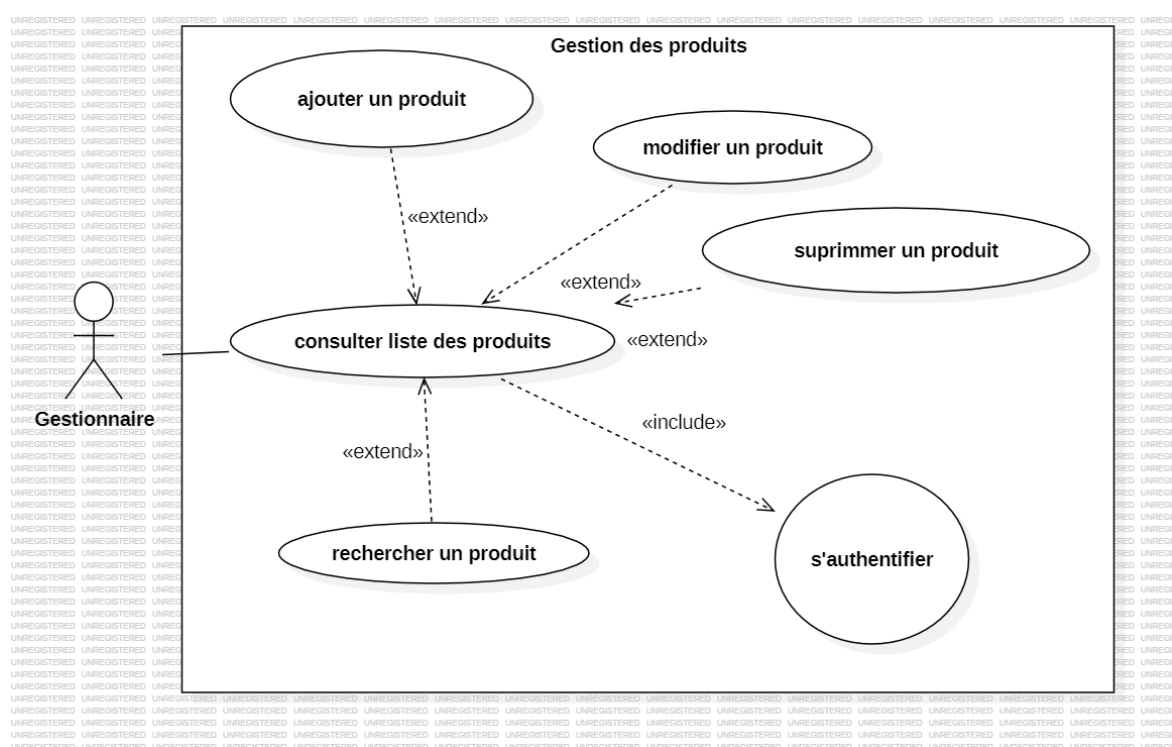 Gestion des produits
ajouter un produit
modifier un produit
«extend»
suprimmer un produit
«extend»
consulter liste des produits
«extend»
Gestionnaire
«include»
«extend»
rechercher un produit
s'authentifier
UNREGISTERED